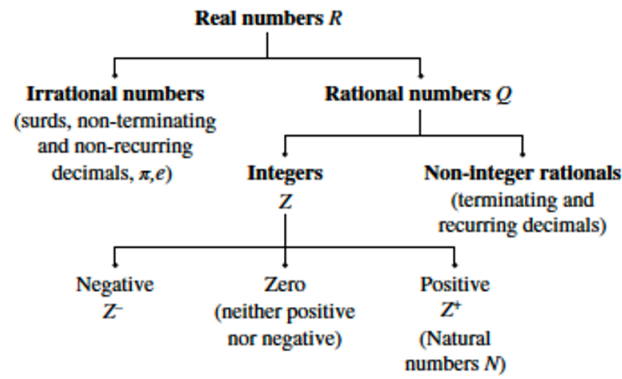 Real numbers R
Irrational numbers
(surds, non-terminating
and non-recurring
decimals, π,e)
Rational numbers Q
Integers
Z
Non-integer rationals
(terminating and
recurring decimals)
Negative
Z⁻
Zero
(neither positive
nor negative)
Positive
Z⁺
(Natural
numbers N)